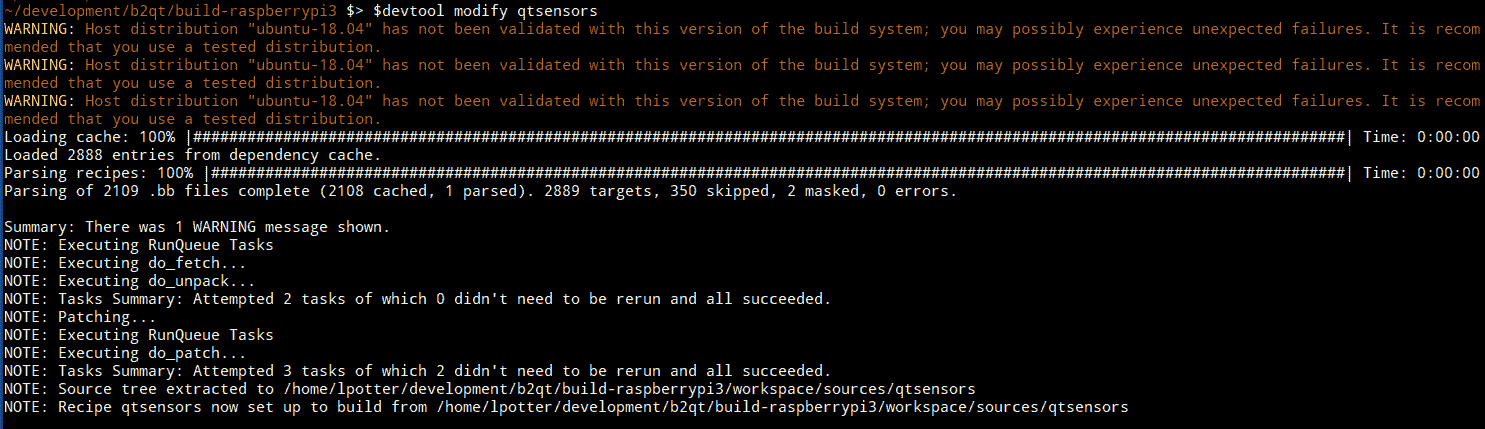 ~/development/b2qt/build-raspberrypi3 $> $devtool modify qtsensors
WARNING: Host distribution "ubuntu-18.04" has not been validated with this version of the build system; you may possibly experience unexpected failures. It is recom
mended that you use a tested distribution.
WARNING: Host distribution "ubuntu-18.04" has not been validated with this version of the build system; you may possibly experience unexpected failures. It is recom
mended that you use a tested distribution.
WARNING: Host distribution "ubuntu-18.04" has not been validated with this version of the build system; you may possibly experience unexpected failures. It is recom
mended that you use a tested distribution.
Loading cache: 100% |################################################################################################################################| Time: 0:00:00
Loaded 2888 entries from dependency cache.
Parsing recipes: 100% |##############################################################################################################################| Time: 0:00:00
Parsing of 2109 .bb files complete (2108 cached, 1 parsed). 2889 targets, 350 skipped, 2 masked, 0 errors.
Summary: There was 1 WARNING message shown.
NOTE: Executing RunQueue Tasks
NOTE: Executing do_fetch...
NOTE: Executing do_unpack...
NOTE: Tasks Summary: Attempted 2 tasks of which 0 didn't need to be rerun and all succeeded.
NOTE: Patching...
NOTE: Executing RunQueue Tasks
NOTE: Executing do_patch...
NOTE: Tasks Summary: Attempted 3 tasks of which 2 didn't need to be rerun and all succeeded.
NOTE: Source tree extracted to /home/lpotter/development/b2qt/build-raspberrypi3/workspace/sources/qtsensors
NOTE: Recipe qtsensors now set up to build from /home/lpotter/development/b2qt/build-raspberrypi3/workspace/sources/qtsensors